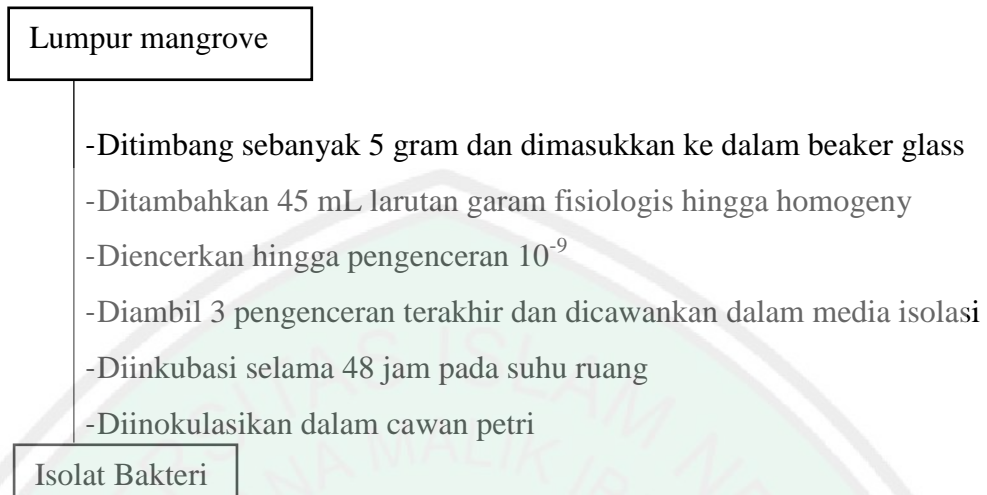 Lumpur mangrove
-Ditimbang sebanyak 5 gram dan dimasukkan ke dalam beaker glass
-Ditambahkan 45 mL larutan garam fisiologis hingga homogeny
-Diencerkan hingga pengenceran 10⁻⁹
-Diambil 3 pengenceran terakhir dan dicawankan dalam media isolasi
-Diinkubasi selama 48 jam pada suhu ruang
-Diinokulasikan dalam cawan petri
Isolat Bakteri